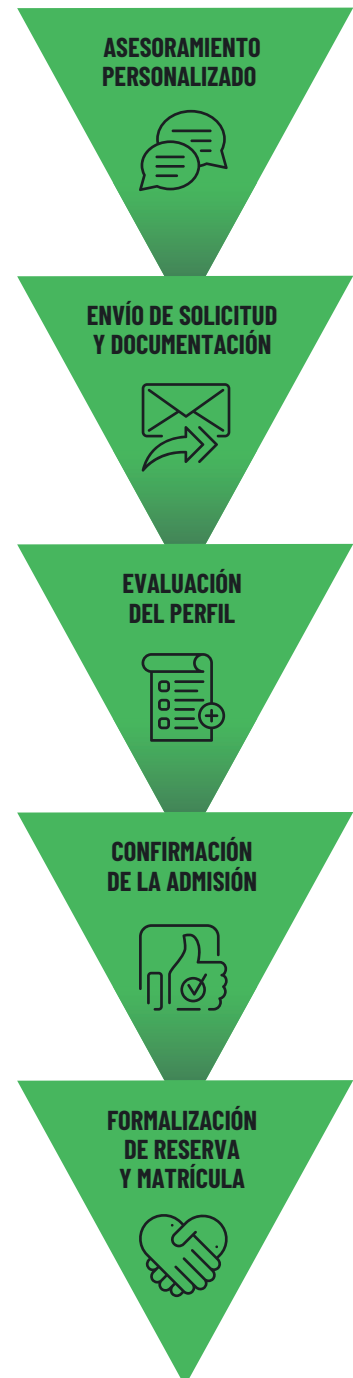 ASESORAMIENTO
PERSONALIZADO
ENVÍO DE SOLICITUD
Y DOCUMENTACIÓN
EVALUACIÓN
DEL PERFIL
CONFIRMACIÓN
DE LA ADMISIÓN
FORMALIZACIÓN
DE RESERVA
Y MATRÍCULA